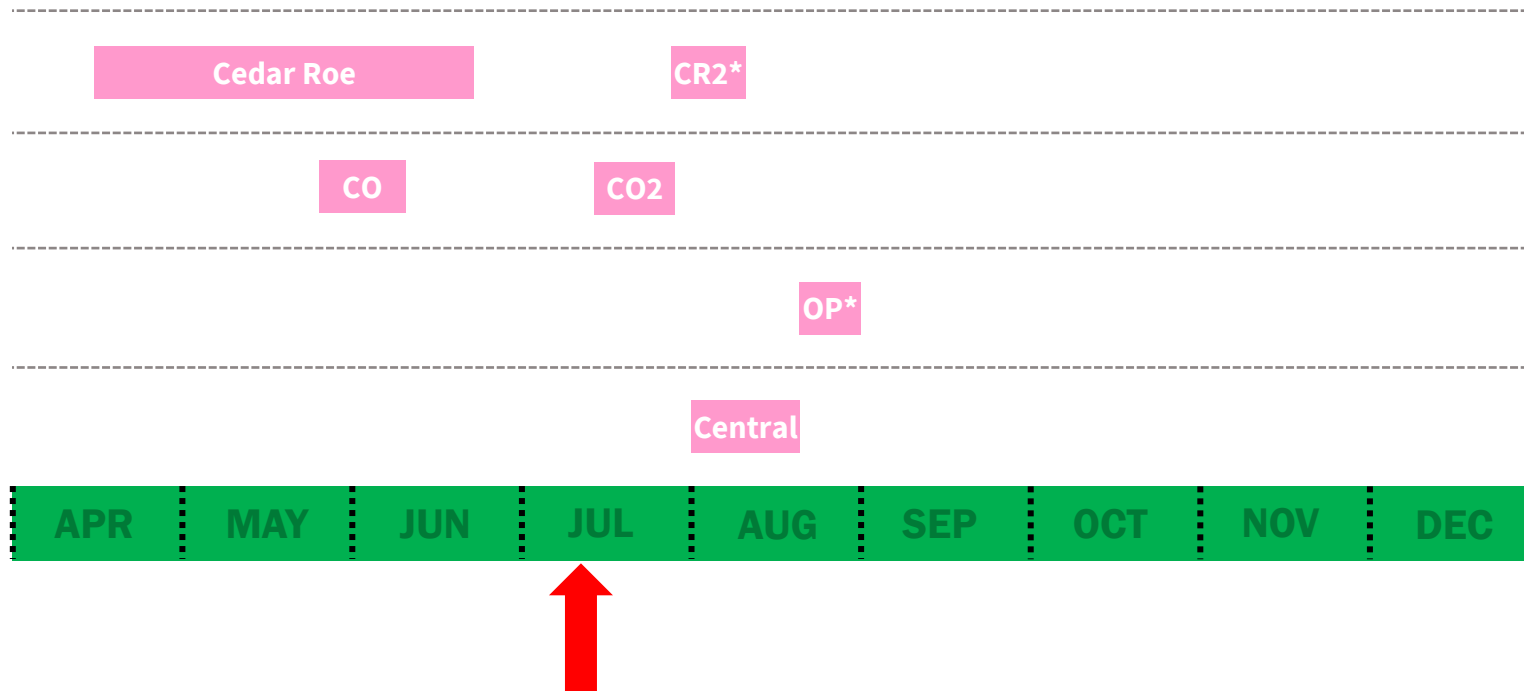 Cedar Roe
CR2*
CO
CO2
OP*
Central
APR
MAY
JUN
JUL
AUG
SEP
OCT
NOV
DEC